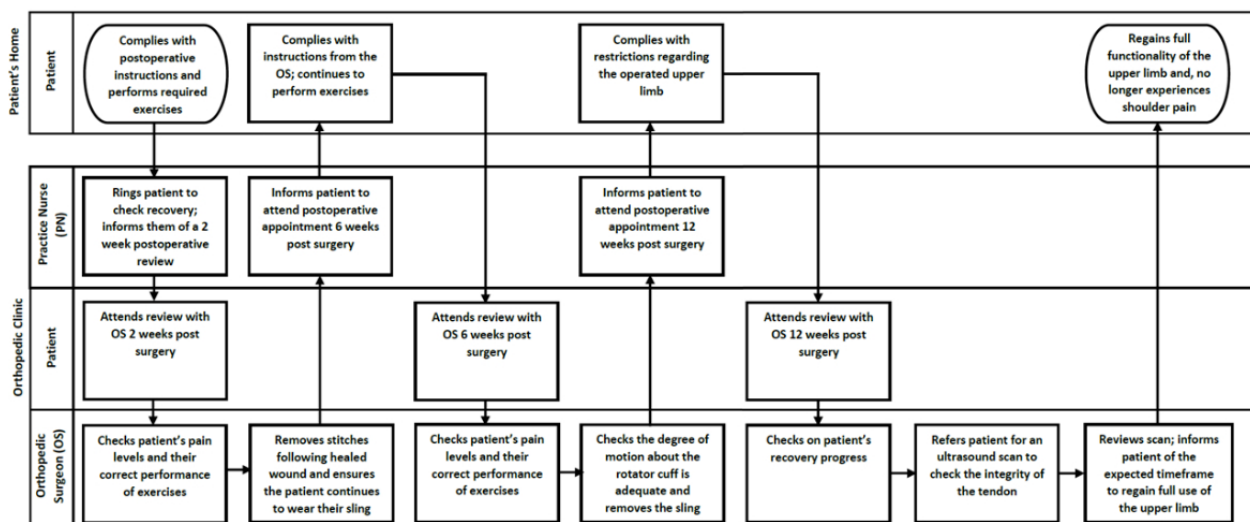 Patient's Home
Patient
Complies with
postoperative
instructions and
performs required
exercises
Complies with
instructions from the
OS; continues to
perform exercises
Complies with
restrictions regarding
the operated upper
limb
Regains full
functionality of the
upper limb and, no
longer experiences
shoulder pain
Orthopedic Clinic
Practice Nurse
(PN)
Rings patient to
check recovery;
informs them of a 2
week postoperative
review
Informs patient to
attend postoperative
appointment 6 weeks
post surgery
Informs patient to
attend postoperative
appointment 12
weeks post surgery
Patient
Attends review with
OS 2 weeks post
surgery
Attends review with
OS 6 weeks post
surgery
Attends review with
OS 12 weeks post
surgery
Orthopedic
Surgeon (OS)
Checks patient's pain
levels and their
correct performance
of exercises
Removes stitches
following healed
wound and ensures
the patient continues
to wear their sling
Checks patient's pain
levels and their
correct performance
of exercises
Checks the degree of
motion about the
rotator cuff is
adequate and
removes the sling
Checks on patient's
recovery progress
Refers patient for an
ultrasound scan to
check the integrity of
the tendon
Reviews scan; informs
patient of the
expected timeframe
to regain full use of
the upper limb